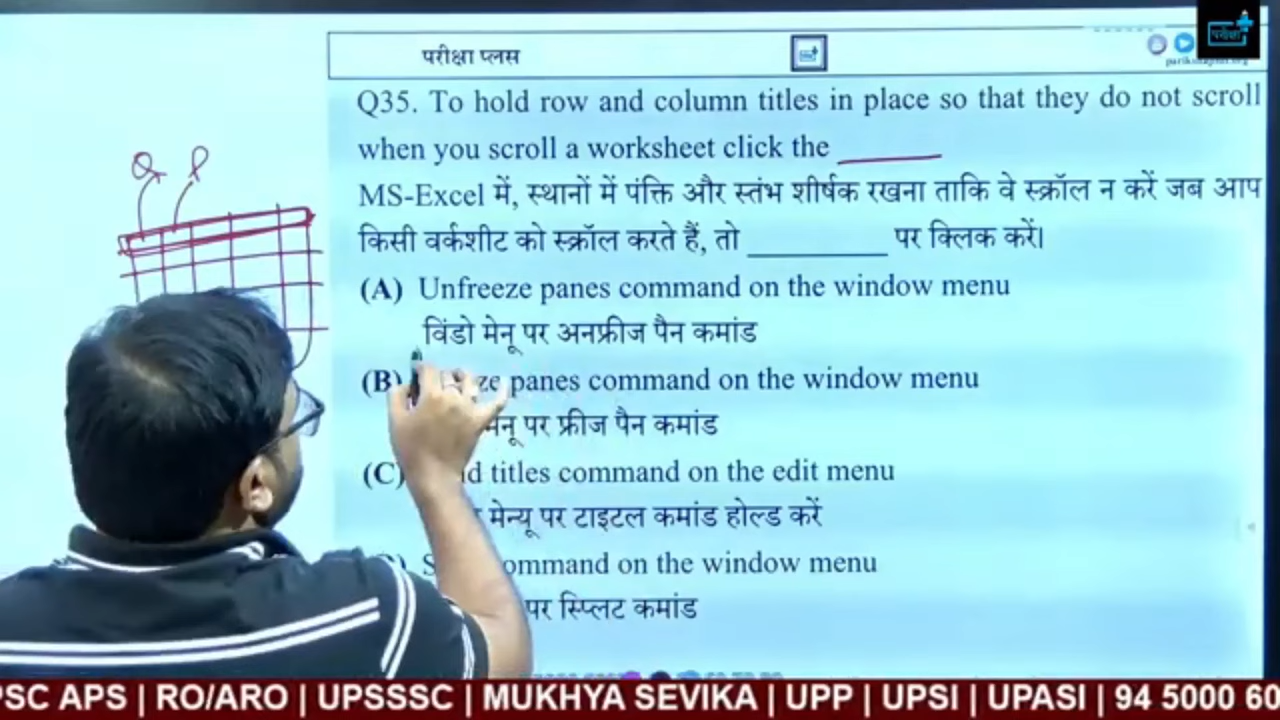 परीक्षा
परीक्षा प्लस
Q35. To hold row and column titles in place so that they do not scroll
when you scroll a worksheet click the
MS-Excel में, स्थानों में पंक्ति और स्तंभ शीर्षक रखना ताकि वे स्क्रॉल न करें जब आप
किसी वर्कशीट को स्क्रॉल करते हैं, तो __________ पर क्लिक करें।
(A) Unfreeze panes command on the window menu
विंडो मेनू पर अनफ्रीज पैन कमांड
(B) panes command on the window menu
मेनू पर फ्रीज पैन कमांड
(C) titles command on the edit menu
मेन्यू पर टाइटल कमांड होल्ड करें
command on the window menu
पर स्प्लिट कमांड
PSC APS | RO/ARO | UPSSSC | MUKHYA SEVIKA | UPP | UPSI | UPASI | 94 5000 60